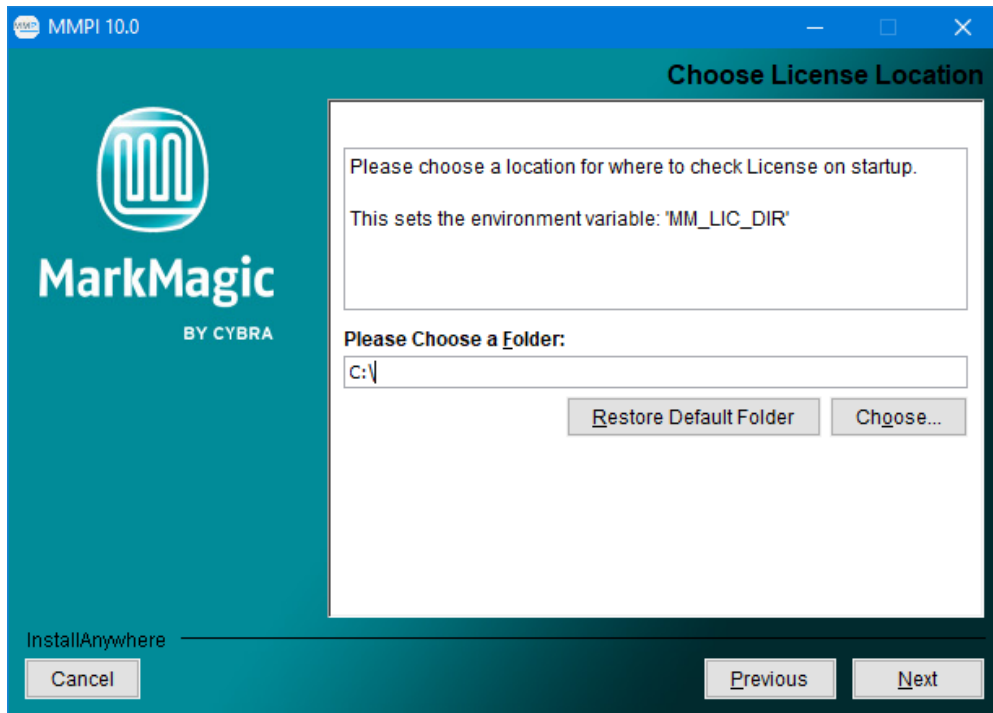 MMPI 10.0
Choose License Location
MarkMagic
BY CYBRA
Please choose a location for where to check License on startup.
This sets the environment variable: 'MM_LIC_DIR'
Please Choose a Folder:
C:\
Restore Default Folder
Choose...
InstallAnywhere
Cancel
Previous
Next